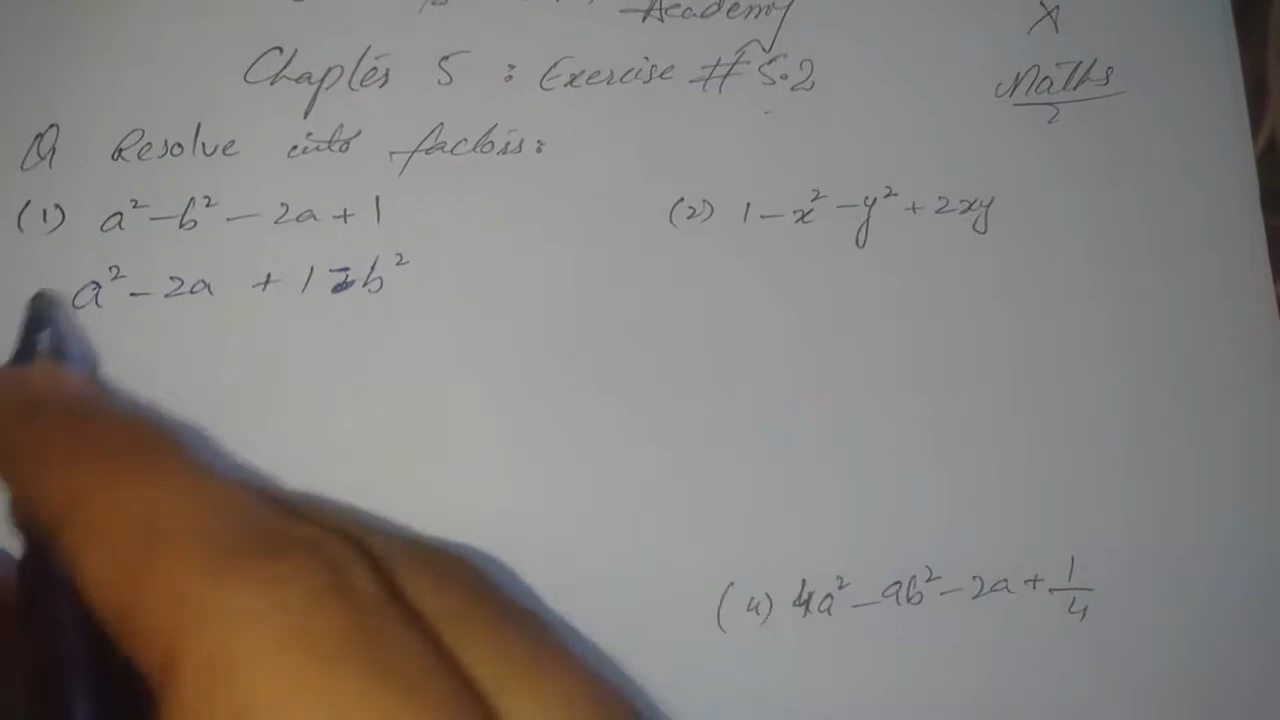 Academy
X
Chapter 5 : Exercise # 5.2
Maths
Q Resolve into factors:
(1) a² - b² - 2a + 1
(2) 1 - x² - y² + 2xy
a² - 2a + 1 - b²
(4) 4a² - 9b² - 2a + 1/4